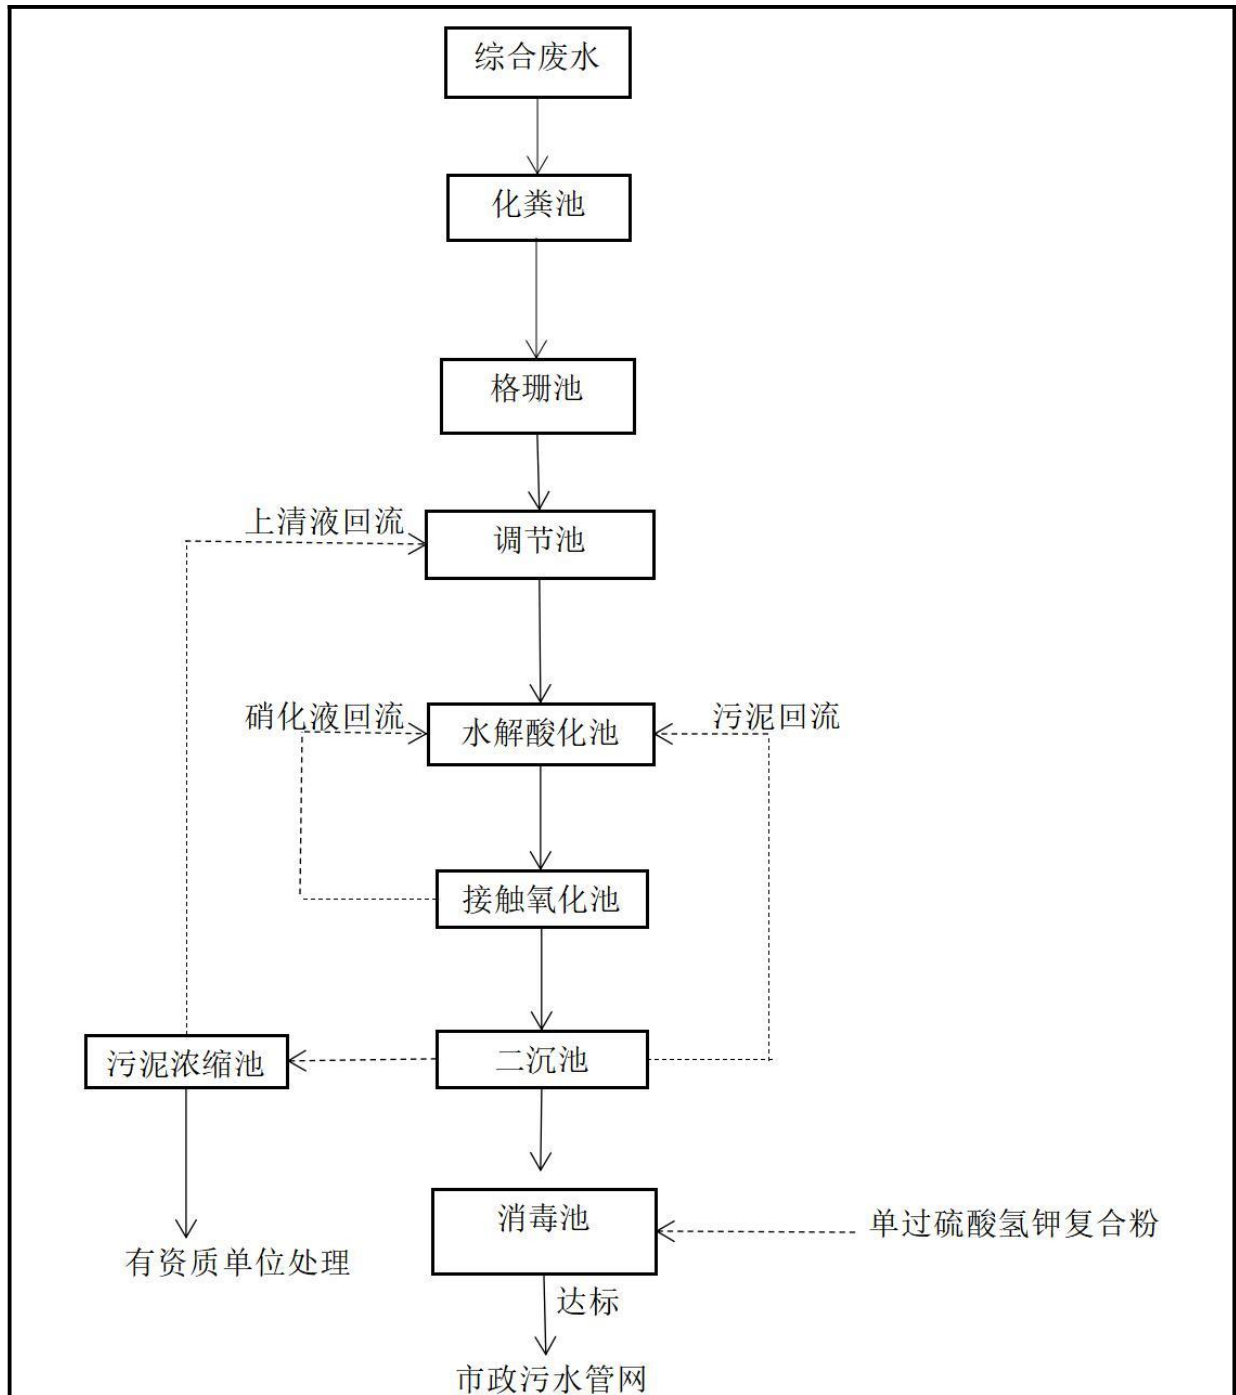 综合废水
化粪池
格珊池
上清液回流
调节池
硝化液回流
水解酸化池
污泥回流
接触氧化池
污泥浓缩池
二沉池
消毒池
单过硫酸氢钾复合粉
有资质单位处理
达标
市政污水管网